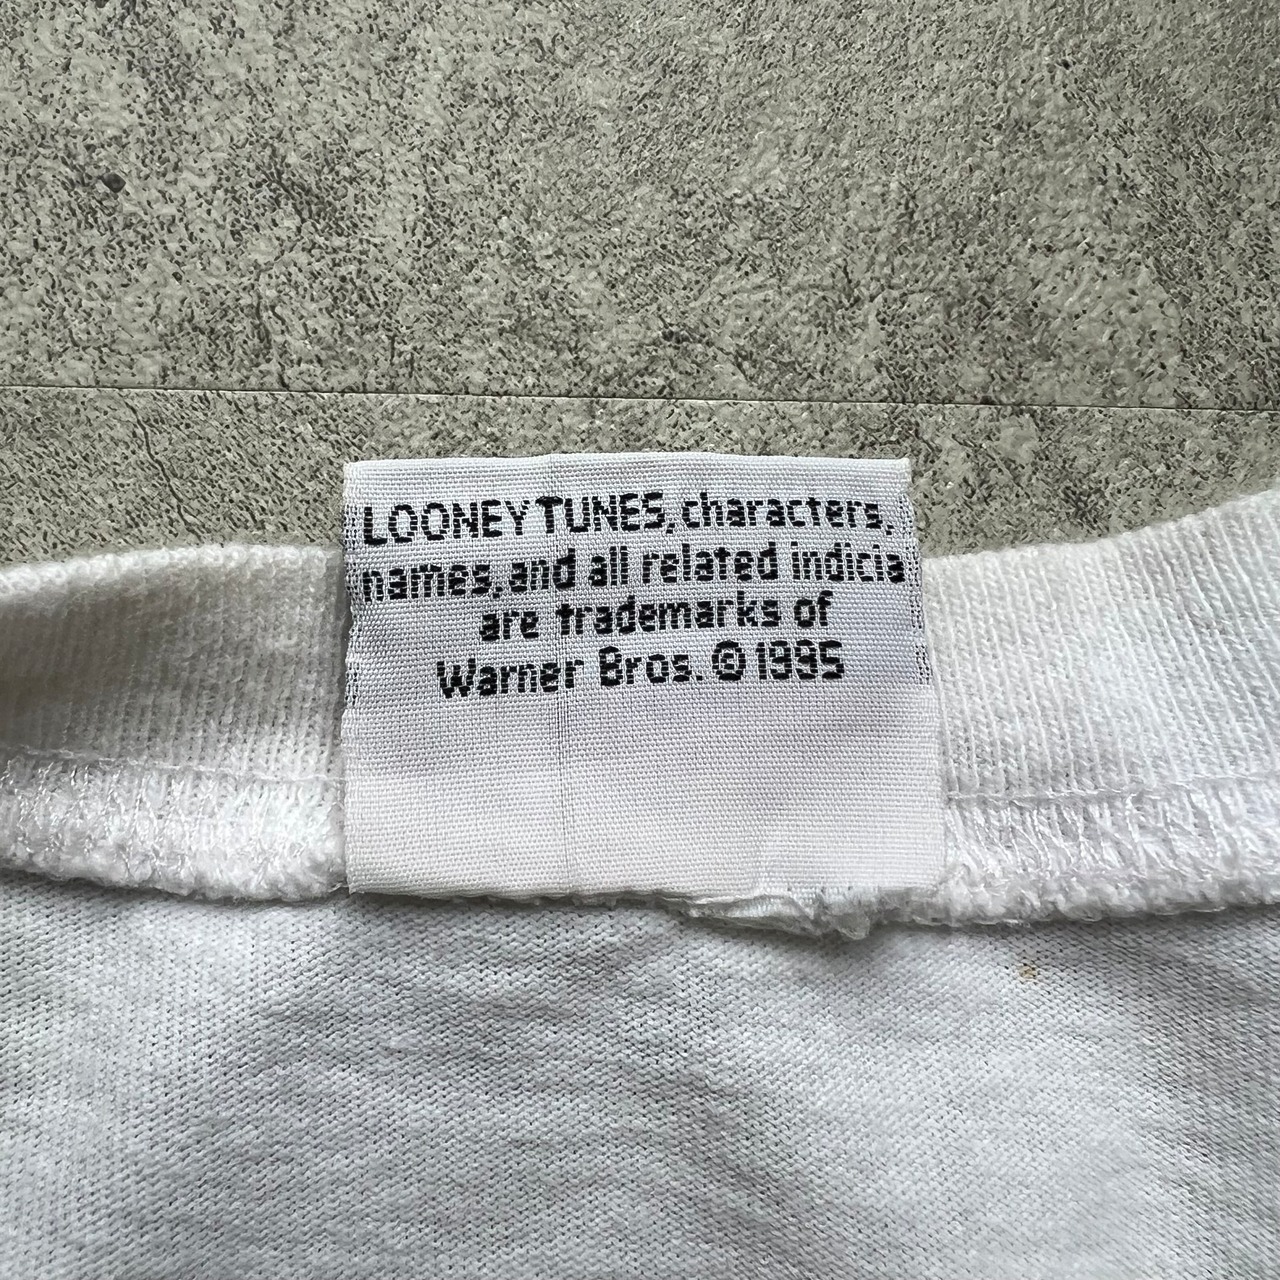 LOONEY TUNES, characters,
names, and all related indicia
are trademarks of
Warner Bros. © 1995